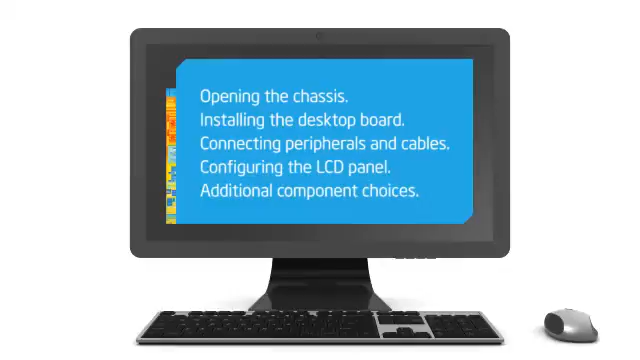 Opening the chassis.
Installing the desktop board.
Connecting peripherals and cables.
Configuring the LCD panel.
Additional component choices.